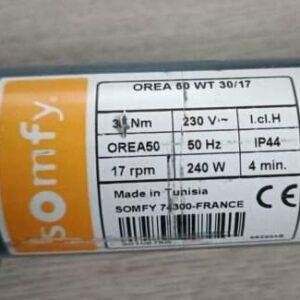 somfy.
OREA 50 WT 30/17
30 Nm 230 V~ I.cl.H
OREA50 50 Hz IP44
17 rpm 240 W 4 min.
Made in Tunisia
SOMFY 74300-FRANCE
CE